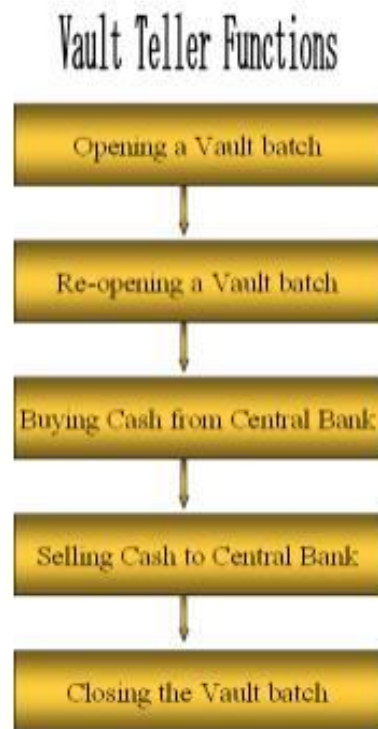 Vault Teller Functions
Opening a Vault batch
Re-opening a Vault batch
Buying Cash from Central Bank
Selling Cash to Central Bank
Closing the Vault batch